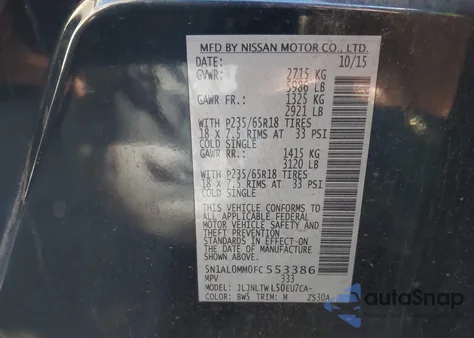 MFD BY NISSAN MOTOR CO., LTD.
DATE: 10/15
GVWR: 2715 KG
5986 LB
GAWR FR.: 1325 KG
2921 LB
WITH P235/65R18 TIRES
18 X 7.5 RIMS AT 33 PSI
COLD SINGLE
GAWR RR.: 1415 KG
3120 LB
WITH P235/65R18 TIRES
18 X 7.5 RIMS AT 33 PSI
COLD SINGLE
THIS VEHICLE CONFORMS TO
ALL APPLICABLE FEDERAL
MOTOR VEHICLE SAFETY
AND THEFT PREVENTION
STANDARDS IN EFFECT ON
THE DATE OF MANUFACTURE
SHOWN ABOVE.
5N1AL0MM0FC553386
MPV 333
MODEL: JLJNLTWL50EU7CA-
COLOR: BW5 TRIM: M ZS30A
autoSnap
www.autosnap